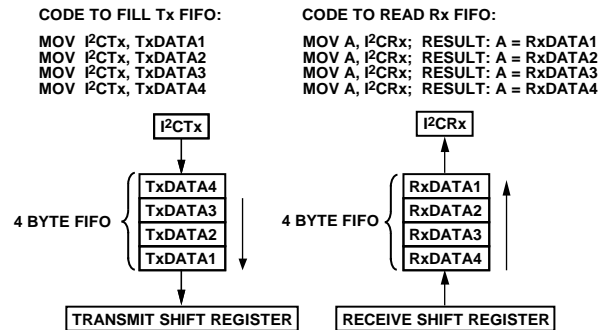 CODE TO FILL Tx FIFO:
MOV I²CTx, TxDATA1
MOV I²CTx, TxDATA2
MOV I²CTx, TxDATA3
MOV I²CTx, TxDATA4
I²CTx
TxDATA4
TxDATA3
TxDATA2
TxDATA1
4 BYTE FIFO
TRANSMIT SHIFT REGISTER
CODE TO READ Rx FIFO:
MOV A, I²CRx; RESULT: A = RxDATA1
MOV A, I²CRx; RESULT: A = RxDATA2
MOV A, I²CRx; RESULT: A = RxDATA3
MOV A, I²CRx; RESULT: A = RxDATA4
I²CRx
RxDATA1
RxDATA2
RxDATA3
RxDATA4
4 BYTE FIFO
RECEIVE SHIFT REGISTER